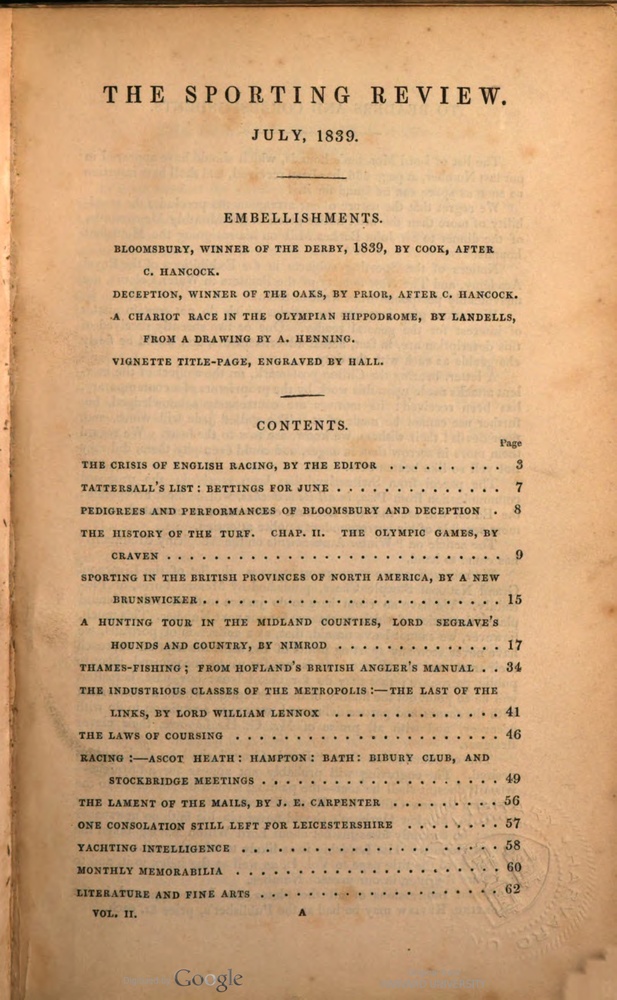 THE SPORTING REVIEW.
JULY, 1839.
EMBELLISHMENTS.
BLOOMSBURY, WINNER OF THE DERBY, 1839, BY COOK, AFTER
C. HANCOCK.
DECEPTION, WINNER OF THE OAKS, BY PRIOR, AFTER C. HANCOCK.
A CHARIOT RACE IN THE OLYMPIAN HIPPODROME, BY LANDELLS,
FROM A DRAWING BY A. HENNING.
VIGNETTE TITLE-PAGE, ENGRAVED BY HALL.
CONTENTS.
Page
THE CRISIS OF ENGLISH RACING, BY THE EDITOR . . . . . . . . 3
TATTERSALL'S LIST : BETTINGS FOR JUNE . . . . . . . . . . . . . . 7
PEDIGREES AND PERFORMANCES OF BLOOMSBURY AND DECEPTION . 8
THE HISTORY OF THE TURF. CHAP. II. THE OLYMPIC GAMES, BY
CRAVEN . . . . . . . . . . . . . . . . . . . . . . . . . . . . 9
SPORTING IN THE BRITISH PROVINCES OF NORTH AMERICA, BY A NEW
BRUNSWICKER . . . . . . . . . . . . . . . . . . . . . . . . . 15
A HUNTING TOUR IN THE MIDLAND COUNTIES, LORD SEGRAVE'S
HOUNDS AND COUNTRY, BY NIMROD . . . . . . . . . . . . . . 17
THAMES-FISHING ; FROM HOFLAND'S BRITISH ANGLER'S MANUAL . . 34
THE INDUSTRIOUS CLASSES OF THE METROPOLIS :—THE LAST OF THE
LINKS, BY LORD WILLIAM LENNOX . . . . . . . . . . . . . . 41
THE LAWS OF COURSING . . . . . . . . . . . . . . . . . . . . . . 46
RACING :—ASCOT HEATH : HAMPTON : BATH : BIBURY CLUB, AND
STOCKBRIDGE MEETINGS . . . . . . . . . . . . . . . . . . . . 49
THE LAMENT OF THE MAILS, BY J. E. CARPENTER . . . . . . . . . 56
ONE CONSOLATION STILL LEFT FOR LEICESTERSHIRE . . . . . . . . 57
YACHTING INTELLIGENCE . . . . . . . . . . . . . . . . . . . . . 58
MONTHLY MEMORABILIA . . . . . . . . . . . . . . . . . . . . . . 60
LITERATURE AND FINE ARTS . . . . . . . . . . . . . . . . . . . . 62
VOL. II. A
Google